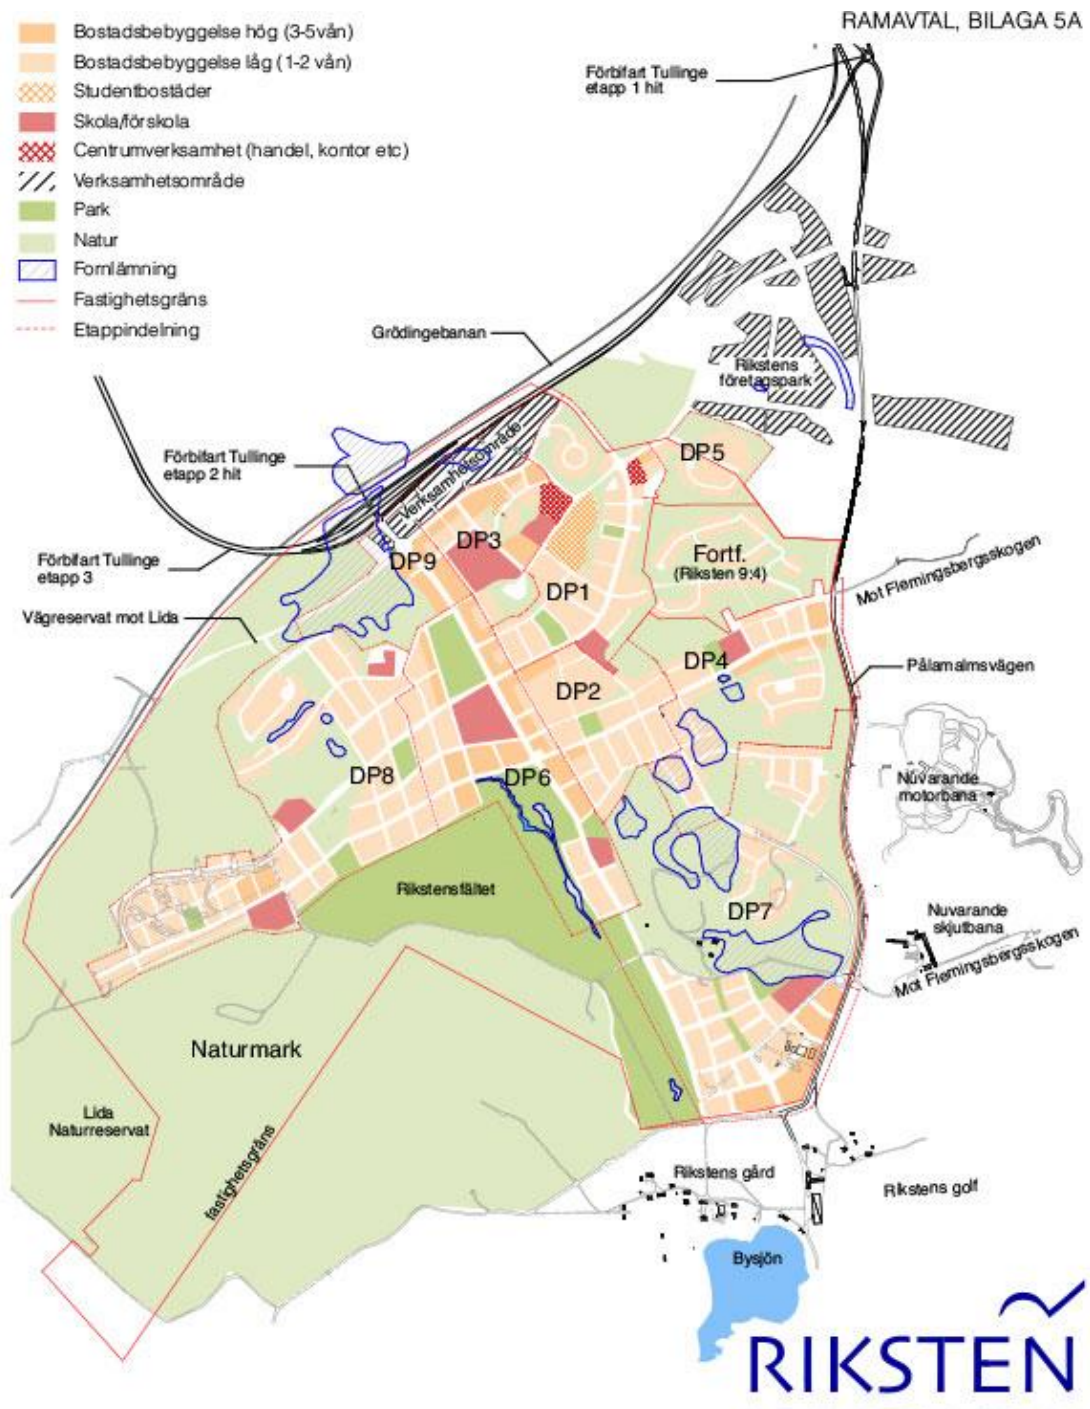 RAMAVTAL, BILAGA 5A
Bostadsbebyggelse hög (3-5vån)
Bostadsbebyggelse låg (1-2 vån)
Studentbostäder
Skola/förskola
Centrumverksamhet (handel, kontor etc)
Verksamhetsområde
Park
Natur
Fornlämning
Fastighetsgräns
Etappindelning
Förbifart Tullinge
etapp 1 hit
Grödingebanan
Rikstens
företagspark
Förbifart Tullinge
etapp 2 hit
Verksamhetsområde
DP5
DP3
DP9
Förbifart Tullinge
etapp 3
Fortf.
(Riksten 9:4)
Mot Flemingsbergsskogen
DP1
Vägreservat mot Lida
DP4
Pålamalmsvägen
DP2
DP8
DP6
Nuvarande
motorbana
Rikstensfältet
DP7
Nuvarande
skjutbana
Mot Flemingsbergsskogen
Naturmark
Lida
Naturreservat
fastighetsgräns
Rikstens gård
Rikstens golf
Bysjön
RIKSTEN